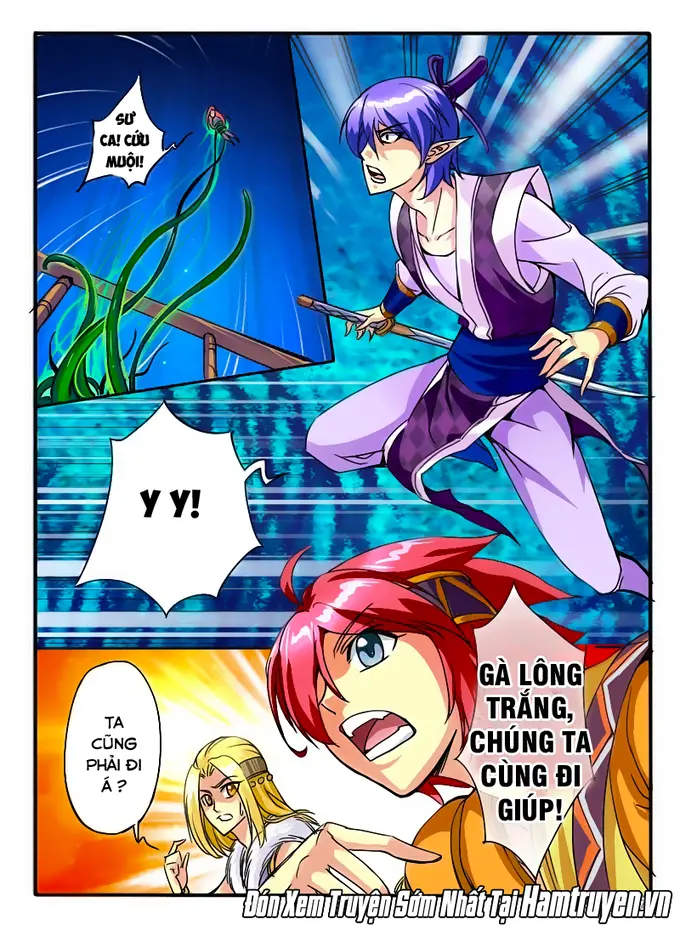 SƯ
CA! CỨU
MUỘI!
Y Y!
GÀ LÔNG
TRẮNG,
CHÚNG TA
CÙNG ĐI
GIÚP!
TA
CŨNG
PHẢI ĐI
Á ?
Đón Xem Truyện Sớm Nhất Tại Hamtruyen.vn